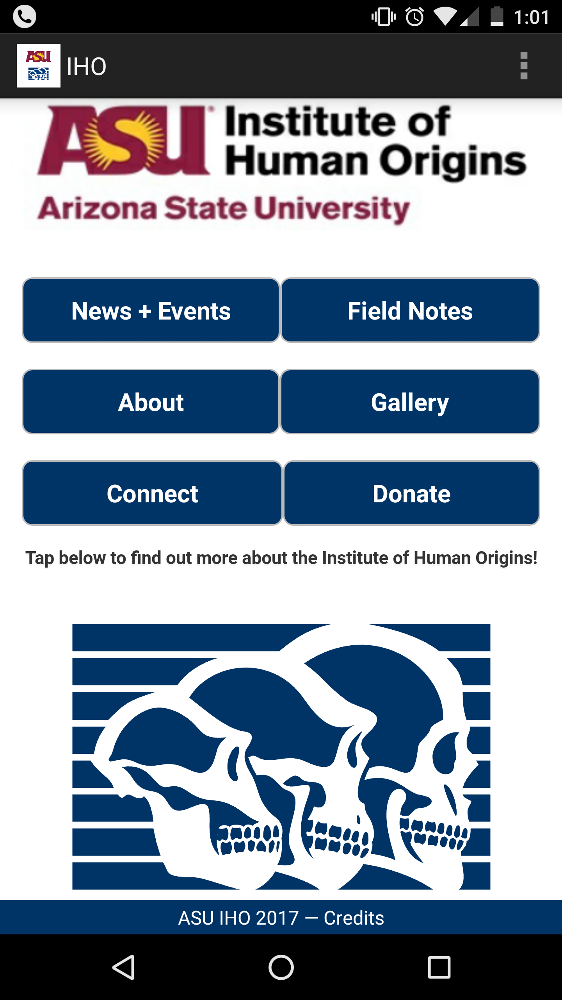 1:01
ASU
IHO
ASU Institute of
Human Origins
Arizona State University
News + Events
Field Notes
About
Gallery
Connect
Donate
Tap below to find out more about the Institute of Human Origins!
ASU IHO 2017 — Credits